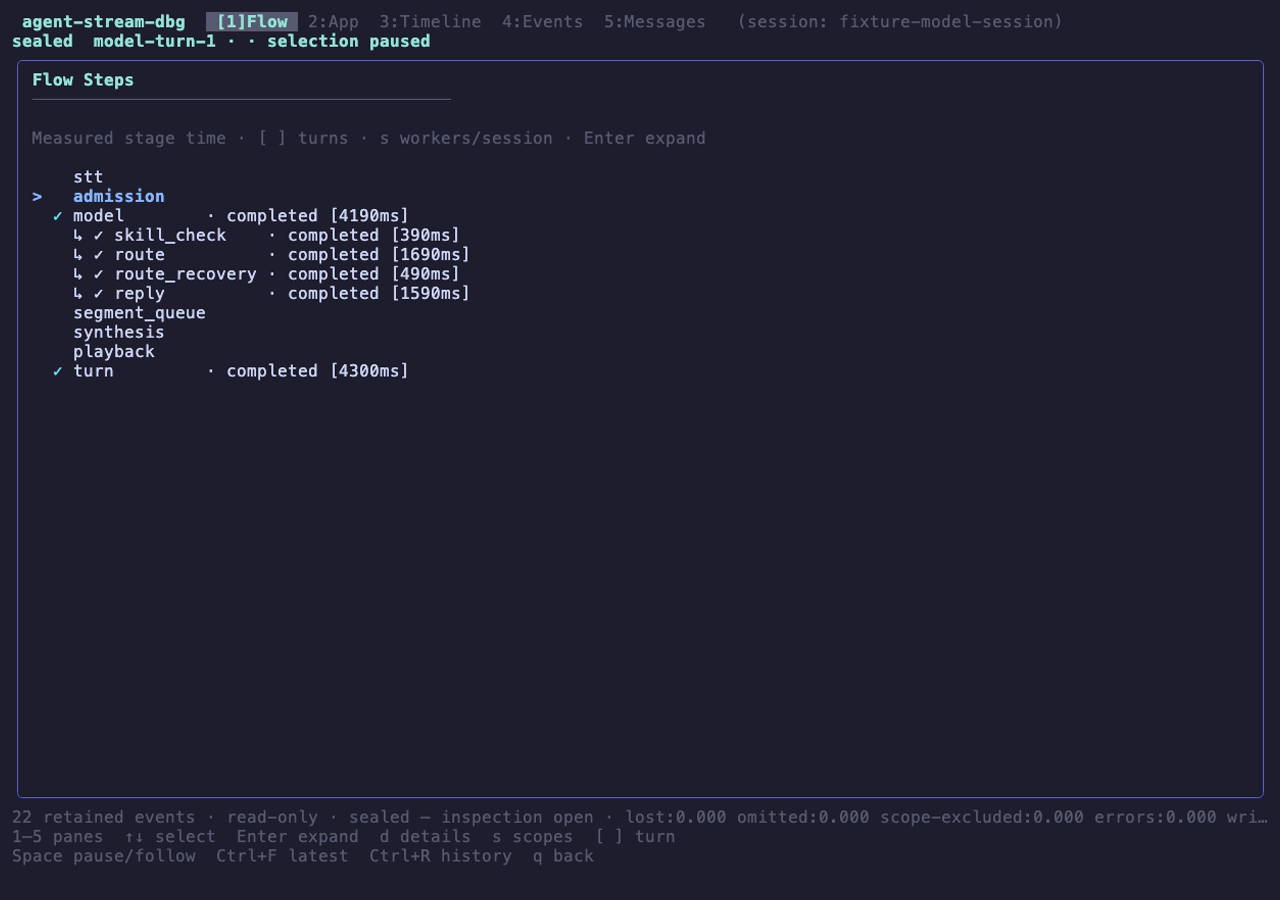 agent-stream-dbg [1]Flow 2:App 3:Timeline 4:Events 5:Messages (session: fixture-model-session)
sealed model-turn-1 · · selection paused
Flow Steps
Measured stage time · [ ] turns · s workers/session · Enter expand
stt
> admission
✓ model · completed [4190ms]
↳ ✓ skill_check · completed [390ms]
↳ ✓ route · completed [1690ms]
↳ ✓ route_recovery · completed [490ms]
↳ ✓ reply · completed [1590ms]
segment_queue
synthesis
playback
✓ turn · completed [4300ms]
22 retained events · read-only · sealed — inspection open · lost:0.000 omitted:0.000 scope-excluded:0.000 errors:0.000 wri…
1–5 panes ↑↓ select Enter expand d details s scopes [ ] turn
Space pause/follow Ctrl+F latest Ctrl+R history q back